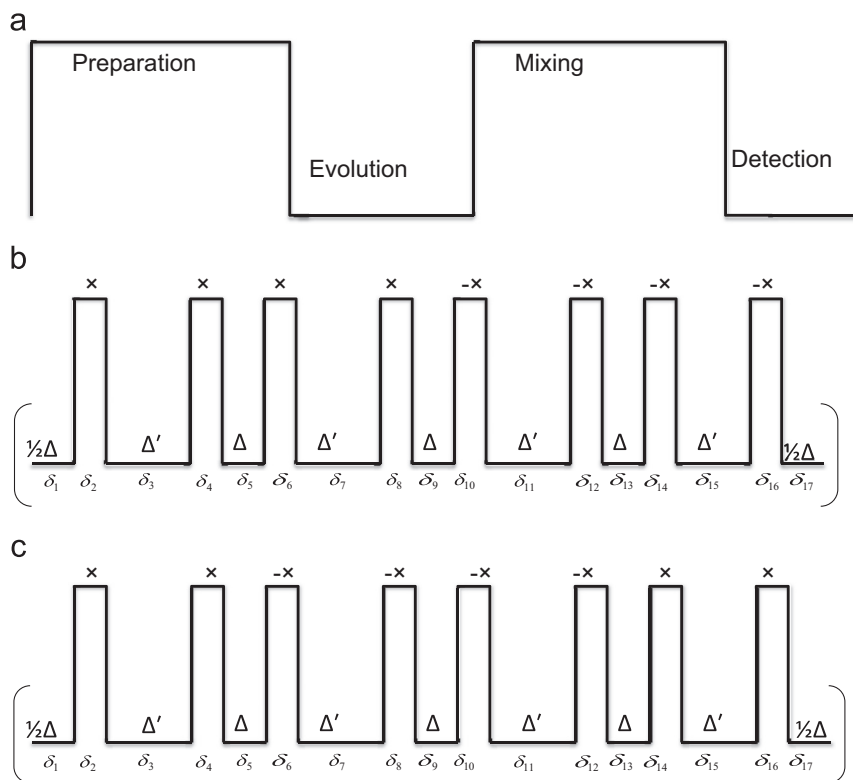 a
Preparation
Mixing
Evolution
Detection
b
× × × × -× -× -× -×
½Δ Δ′ Δ Δ′ Δ Δ′ Δ Δ′ ½Δ
δ₁ δ₂ δ₃ δ₄ δ₅ δ₆ δ₇ δ₈ δ₉ δ₁₀ δ₁₁ δ₁₂ δ₁₃ δ₁₄ δ₁₅ δ₁₆ δ₁₇
c
× × -× -× -× -× × ×
½Δ Δ′ Δ Δ′ Δ Δ′ Δ Δ′ ½Δ
δ₁ δ₂ δ₃ δ₄ δ₅ δ₆ δ₇ δ₈ δ₉ δ₁₀ δ₁₁ δ₁₂ δ₁₃ δ₁₄ δ₁₅ δ₁₆ δ₁₇